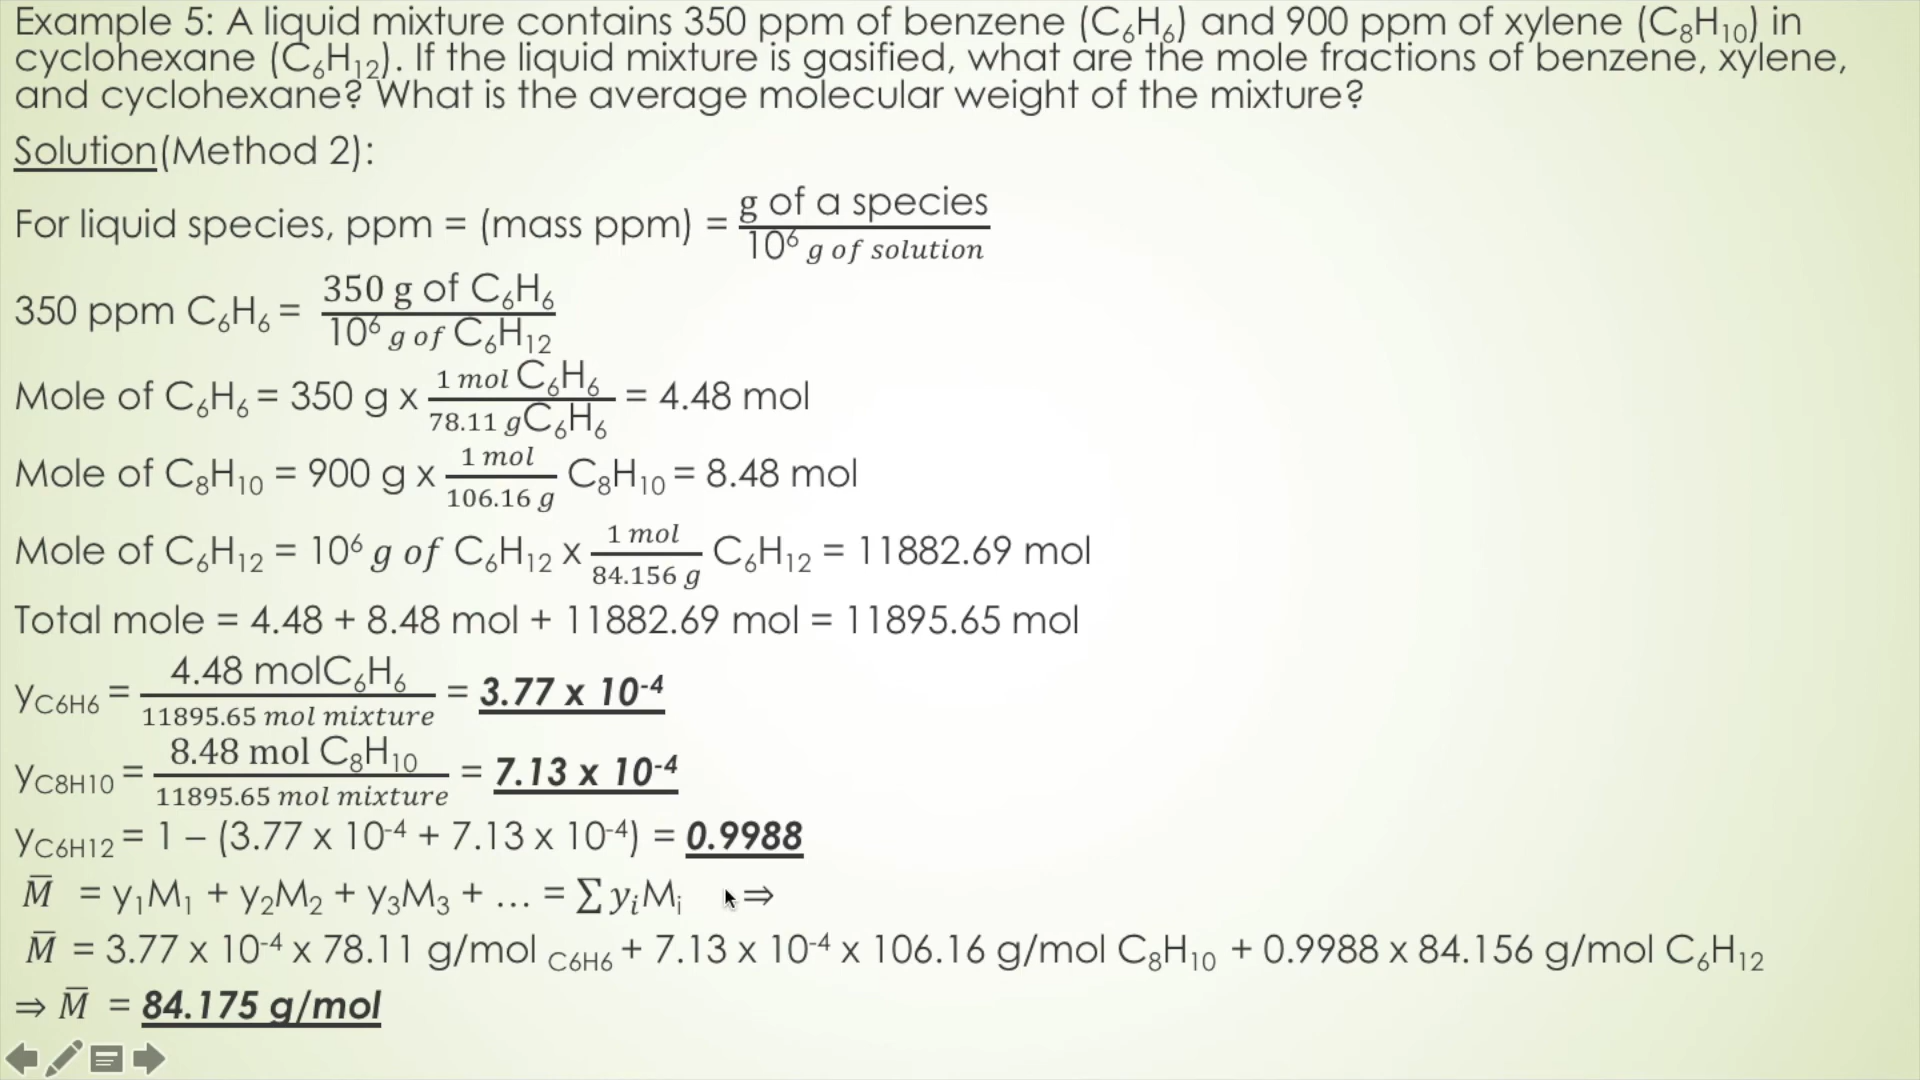 Example 5: A liquid mixture contains 350 ppm of benzene (C₆H₆) and 900 ppm of xylene (C₈H₁₀) in
cyclohexane (C₆H₁₂). If the liquid mixture is gasified, what are the mole fractions of benzene, xylene,
and cyclohexane? What is the average molecular weight of the mixture?
Solution(Method 2):
For liquid species, ppm = (mass ppm) = g of a species / 10⁶ g of solution
350 ppm C₆H₆ = 350 g of C₆H₆ / 10⁶ g of C₆H₁₂
Mole of C₆H₆ = 350 g x 1 mol C₆H₆ / 78.11 gC₆H₆ = 4.48 mol
Mole of C₈H₁₀ = 900 g x 1 mol / 106.16 g C₈H₁₀ = 8.48 mol
Mole of C₆H₁₂ = 10⁶ g of C₆H₁₂ x 1 mol / 84.156 g C₆H₁₂ = 11882.69 mol
Total mole = 4.48 + 8.48 mol + 11882.69 mol = 11895.65 mol
y_C6H6 = 4.48 molC₆H₆ / 11895.65 mol mixture = 3.77 x 10⁻⁴
y_C8H10 = 8.48 mol C₈H₁₀ / 11895.65 mol mixture = 7.13 x 10⁻⁴
y_C6H12 = 1 – (3.77 x 10⁻⁴ + 7.13 x 10⁻⁴) = 0.9988
M̅ = y₁M₁ + y₂M₂ + y₃M₃ + … = ∑ yᵢMᵢ ⇒
M̅ = 3.77 x 10⁻⁴ x 78.11 g/mol C6H6 + 7.13 x 10⁻⁴ x 106.16 g/mol C₈H₁₀ + 0.9988 x 84.156 g/mol C₆H₁₂
⇒ M̅ = 84.175 g/mol